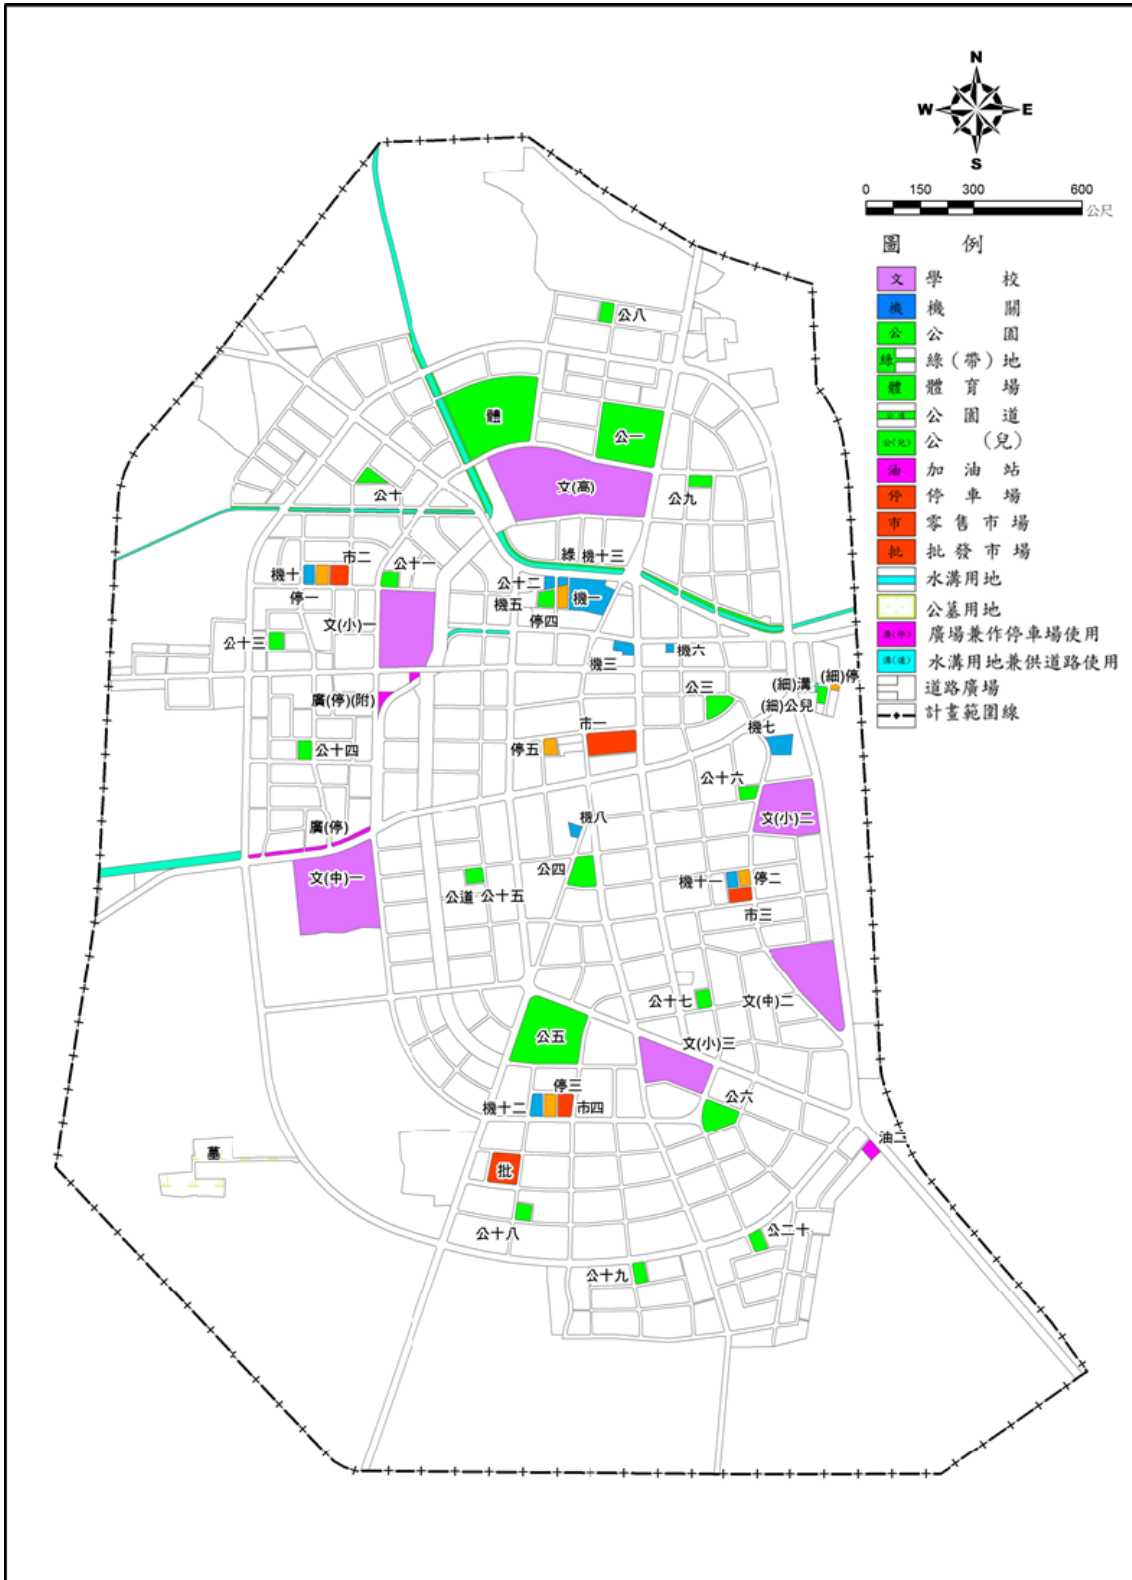 N
W E
S
0 150 300 600
公尺
圖 例
文 學 校
機 機 關
公 公 園
綠 綠(帶)地
體 體 育 場
公道 公 園 道
公(兒) 公 (兒)
油 加 油 站
停 停 車 場
市 零 售 市 場
批 批 發 市 場
水溝用地
公墓用地
廣(停) 廣場兼作停車場使用
溝(道) 水溝用地兼供道路使用
道路廣場
計畫範圍線
公八
體
公一
文(高)
公九
公十
綠 機十三
市二
公十一
機十
停一
公十二
機五
停四
機一
文(小)一
公十三
機三
機六
廣(停)(附)
公三
(細)溝
(細)停
(細)公兒
機七
市一
停五
公十四
公十六
廣(停)
機八
文(小)二
文(中)一
公四
公道
公十五
機十一
停二
市三
公十七
文(中)二
公五
文(小)三
停三
機十二
市四
公六
油二
墓
批
公十八
公二十
公十九